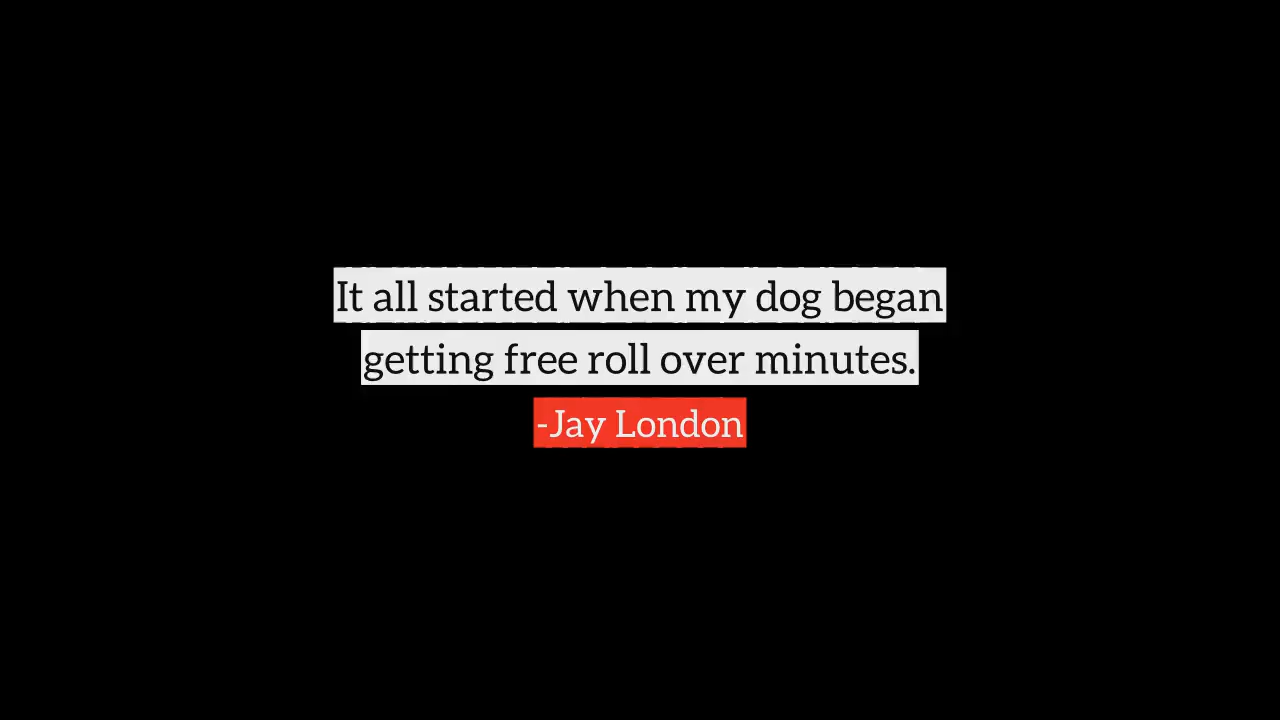 It all started when my dog began
getting free roll over minutes.
-Jay London